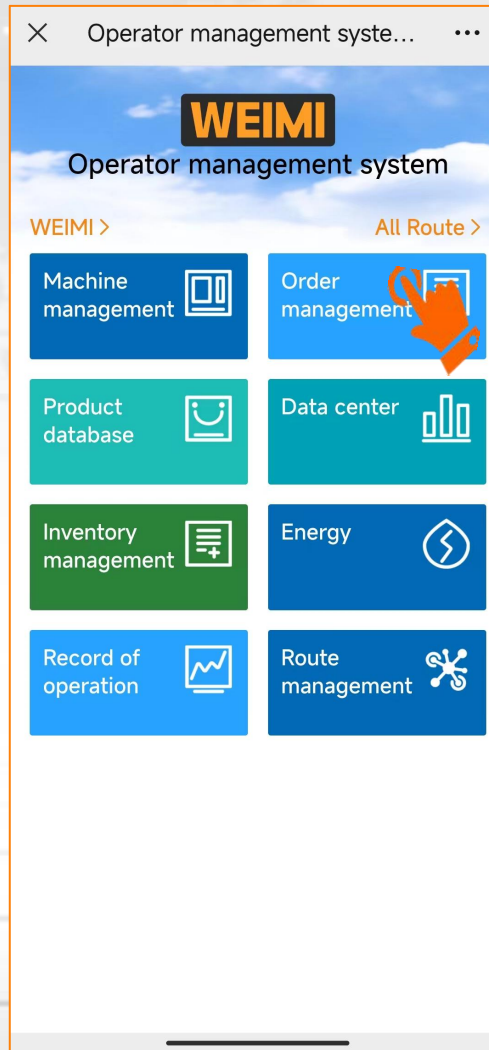 Operator management syste...
WEIMI
Operator management system
WEIMI >
All Route >
Machine
management
Order
management
Product
database
Data center
Inventory
management
Energy
Record of
operation
Route
management